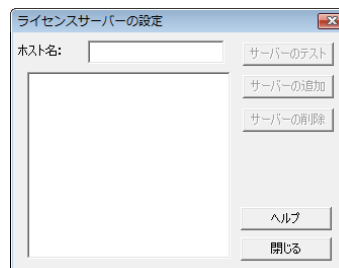 ライセンスサーバーの設定
ホスト名:
サーバーのテスト
サーバーの追加
サーバーの削除
ヘルプ
閉じる